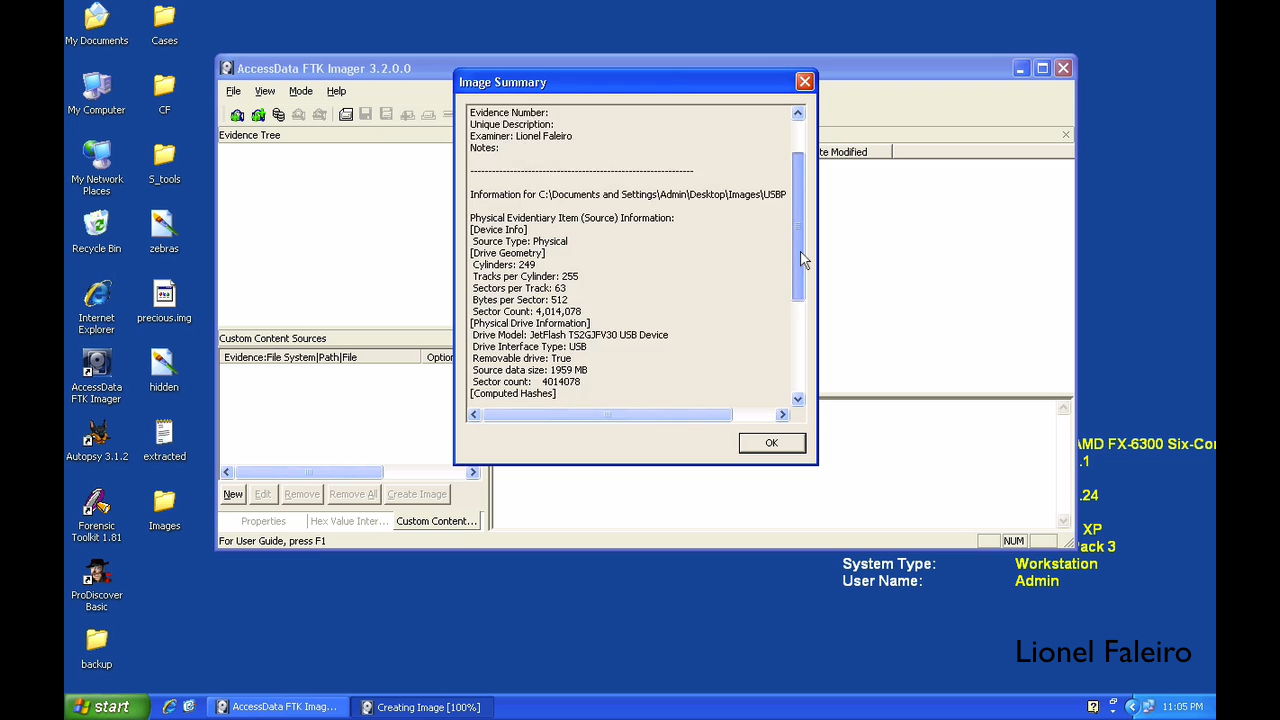 My Documents
Cases
My Computer
CF
My Network
Places
S_tools
Recycle Bin
zebras
Internet
Explorer
precious.img
AccessData
FTK Imager
hidden
Autopsy 3.1.2
extracted
Forensic
Toolkit 1.81
Images
ProDiscover
Basic
backup
AccessData FTK Imager 3.2.0.0
File View Mode Help
Evidence Tree
te Modified
Custom Content Sources
Evidence:File System|Path|File
Option
New Edit Remove Remove All Create Image
Properties Hex Value Inter... Custom Content...
For User Guide, press F1
NUM
Image Summary
Evidence Number:
Unique Description:
Examiner: Lionel Faleiro
Notes:
--------------------------------------------------------------
Information for C:\Documents and Settings\Admin\Desktop\Images\USBP
Physical Evidentiary Item (Source) Information:
[Device Info]
Source Type: Physical
[Drive Geometry]
Cylinders: 249
Tracks per Cylinder: 255
Sectors per Track: 63
Bytes per Sector: 512
Sector Count: 4,014,078
[Physical Drive Information]
Drive Model: JetFlash TS2GJFV30 USB Device
Drive Interface Type: USB
Removable drive: True
Source data size: 1959 MB
Sector count: 4014078
[Computed Hashes]
OK
AMD FX-6300 Six-Co
.1
.24
XP
Pack 3
System Type: Workstation
User Name: Admin
Lionel Faleiro
start
AccessData FTK Imag...
Creating Image [100%]
11:05 PM